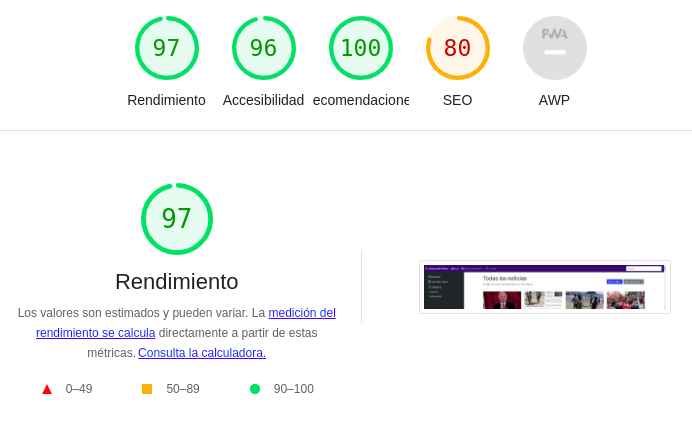 97
96
100
80
PWA
Rendimiento
Accesibilidad
ecomendacione
SEO
AWP
97
Rendimiento
Los valores son estimados y pueden variar. La medición del
rendimiento se calcula directamente a partir de estas
métricas. Consulta la calculadora.
0–49
50–89
90–100
Todas las noticias